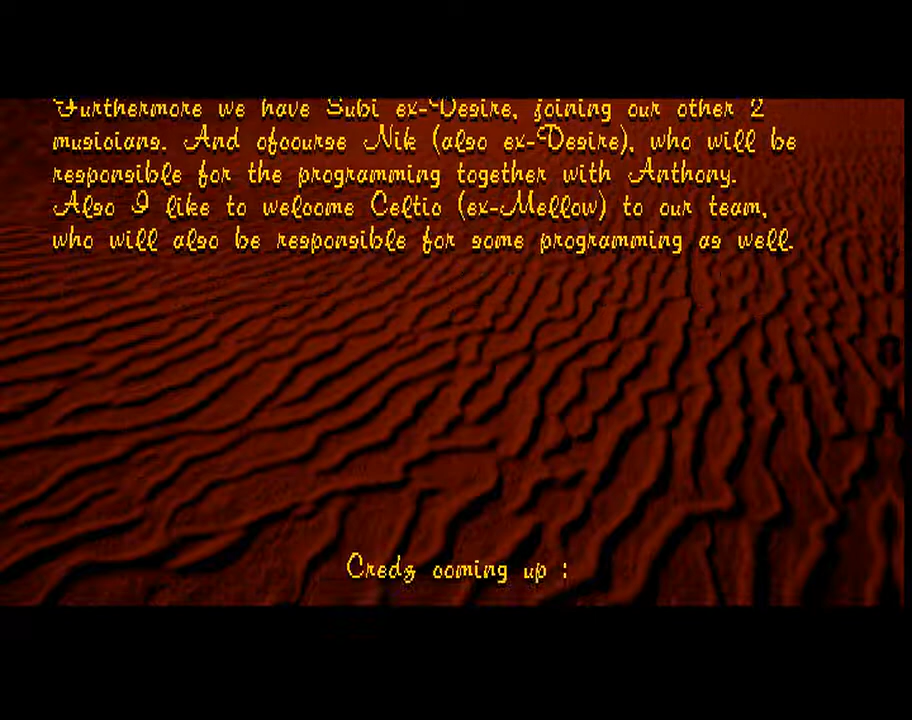 Furthermore we have Subi ex-Desire, joining our other 2
musicians. And ofcourse Nik (also ex-Desire), who will be
responsible for the programming together with Anthony.
Also I like to welcome Celtic (ex-Mellow) to our team,
who will also be responsible for some programming as well.
Credz coming up :